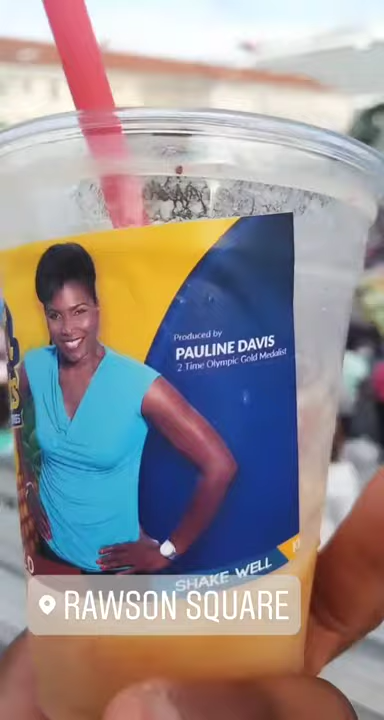 Produced by
PAULINE DAVIS
2 Time Olympic Gold Medalist
SHAKE WELL
RAWSON SQUARE